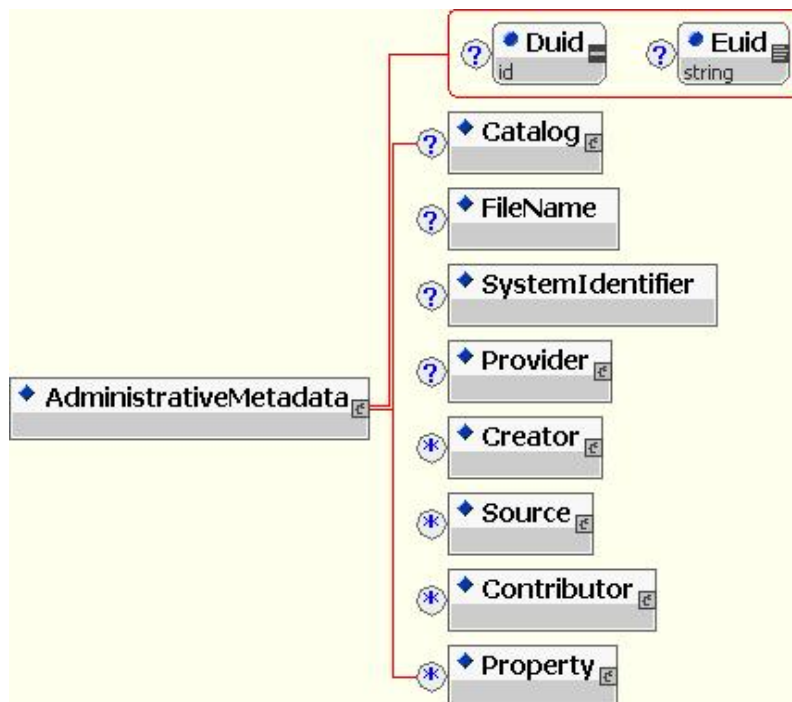 ? Duid ? Euid
id string
? Catalog
? FileName
? SystemIdentifier
? Provider
AdministrativeMetadata
* Creator
* Source
* Contributor
* Property